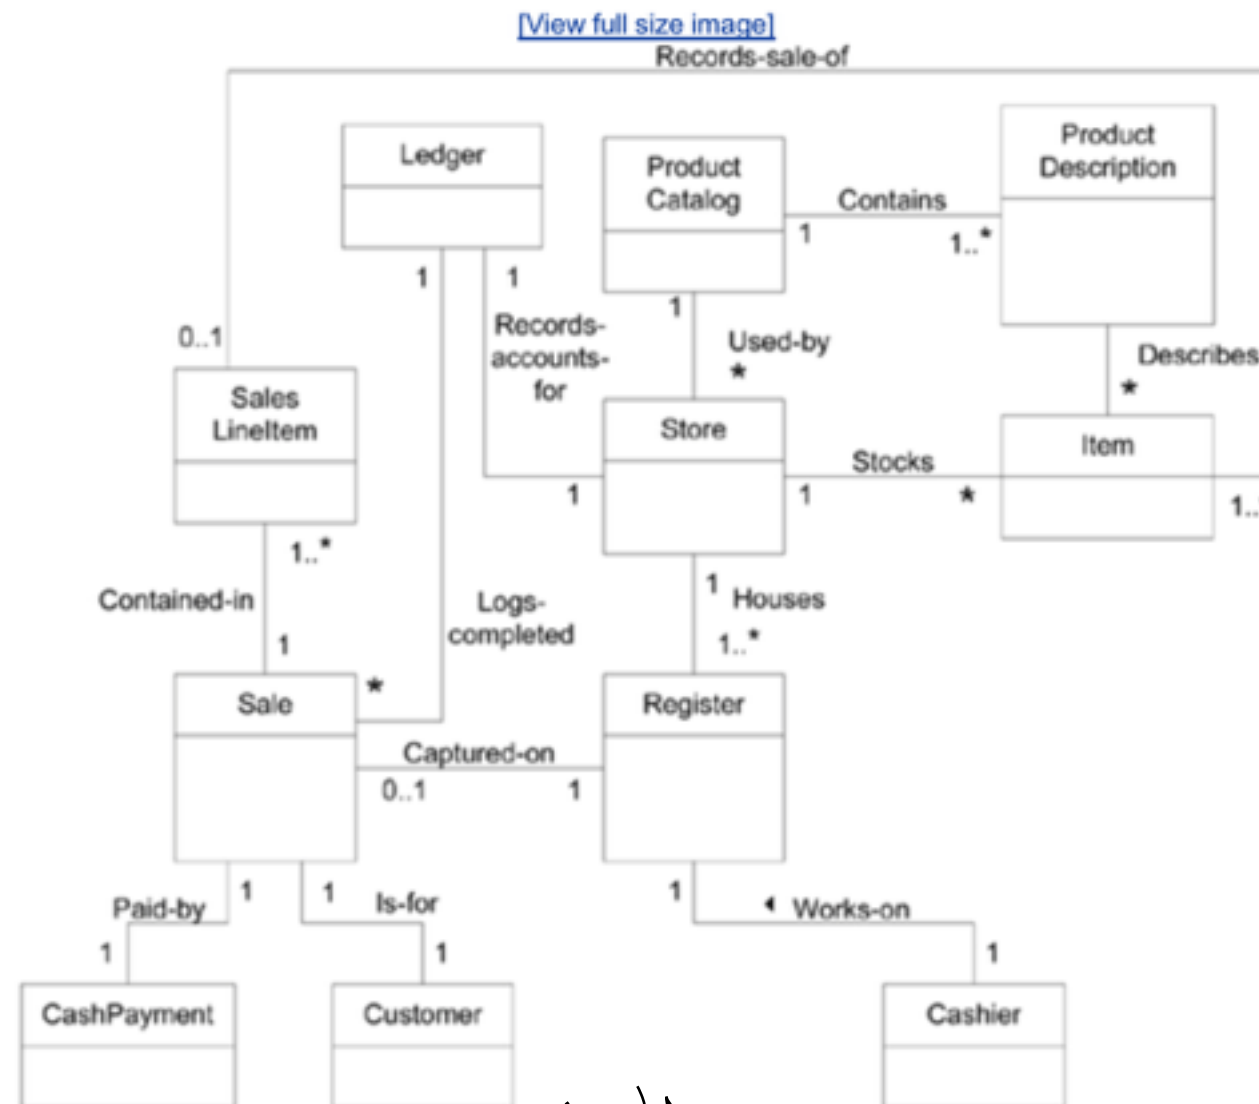 [View full size image]
Records-sale-of
Ledger
Product
Catalog
Product
Description
Contains
1
1..*
1
1
1
Records-
accounts-
for
Used-by
*
Describes
*
0..1
Sales
LineItem
Store
Item
Stocks
1
1
*
1..
1..*
Contained-in
1
Logs-
completed
1
Houses
1..*
Sale
*
Register
Captured-on
0..1
1
Paid-by
1
1
Is-for
1
Works-on
1
1
1
CashPayment
Customer
Cashier